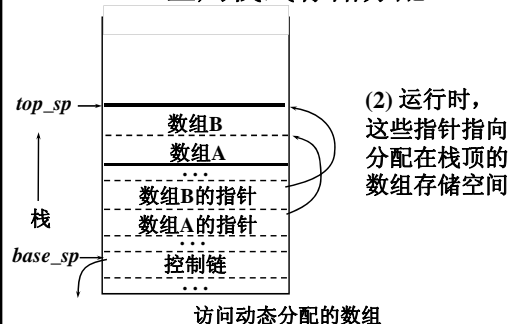 top_sp
数组B
数组A
...
数组B的指针
数组A的指针
...
栈
base_sp
控制链
...
(2) 运行时，
这些指针指向
分配在栈顶的
数组存储空间
访问动态分配的数组